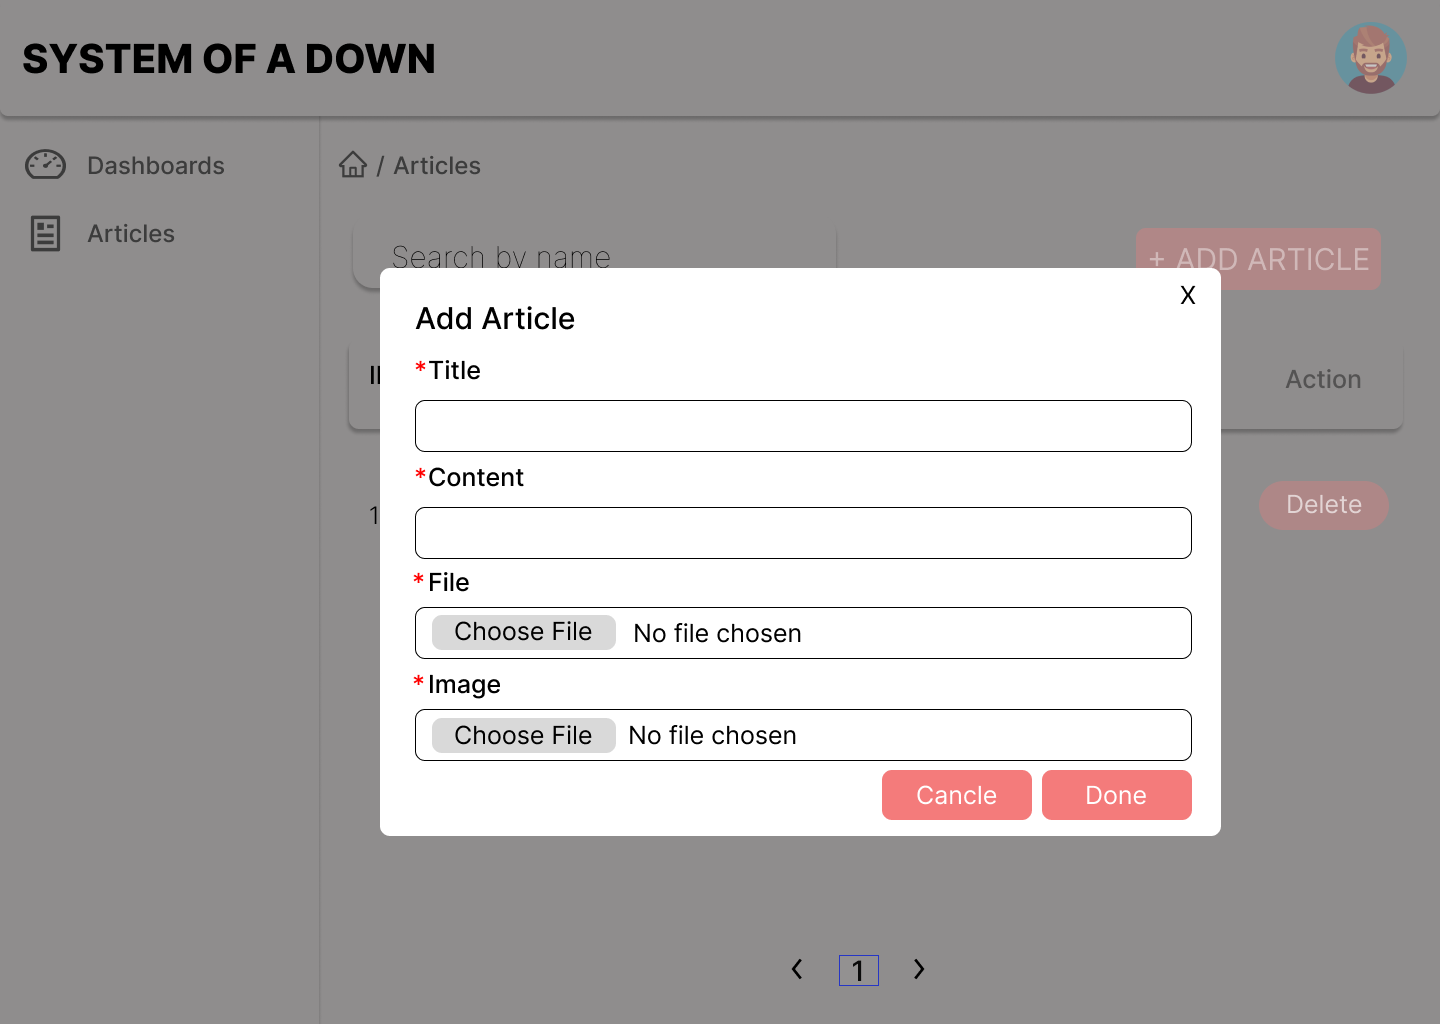 SYSTEM OF A DOWN
Dashboards
/ Articles
Articles
Search by name
+ ADD ARTICLE
X
Add Article
*Title
Action
*Content
1
Delete
*File
Choose File No file chosen
*Image
Choose File No file chosen
Cancle Done
< 1 >